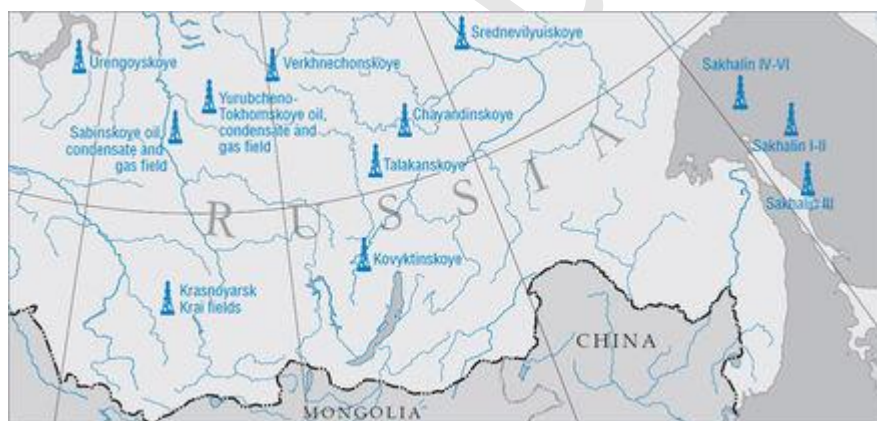 Srednevilyuiskoye
Urengoyskoye
Verkhnechonskoye
Sakhalin IV-VI
Yurubcheno-
Tokhomskoye oil,
condensate and
gas field
Chayandinskoye
Sabinskoye oil,
condensate and
gas field
Sakhalin I-II
Talakanskoye
Sakhalin III
RUSSIA
Kovyktinskoye
Krasnoyarsk
Krai fields
CHINA
MONGOLIA